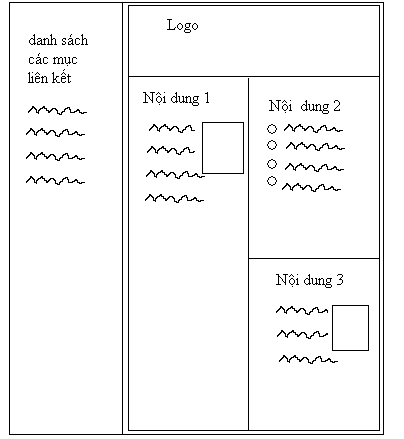 danh sách
các mục
liên kết
Logo
Nội dung 1
Nội dung 2
Nội dung 3